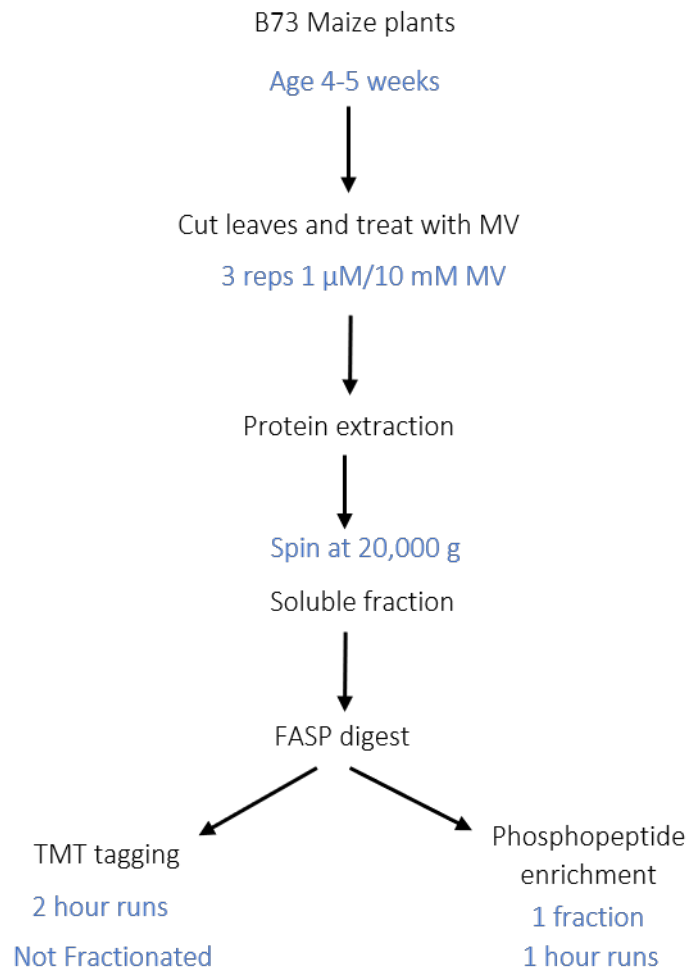 B73 Maize plants
Age 4-5 weeks
Cut leaves and treat with MV
3 reps 1 μM/10 mM MV
Protein extraction
Spin at 20,000 g
Soluble fraction
FASP digest
TMT tagging
2 hour runs
Not Fractionated
Phosphopeptide
enrichment
1 fraction
1 hour runs